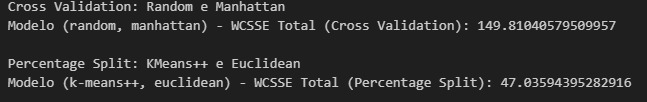 Cross Validation: Random e Manhattan
Modelo (random, manhattan) - WCSSE Total (Cross Validation): 149.81040579509957
Percentage Split: KMeans++ e Euclidean
Modelo (k-means++, euclidean) - WCSSE Total (Percentage Split): 47.03594395282916